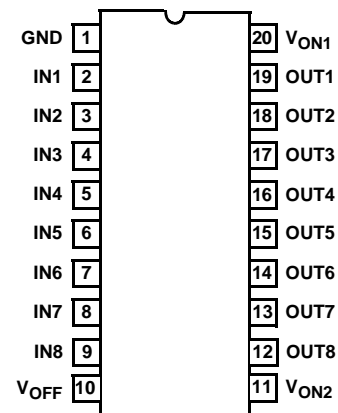 GND 1 20 VON1
IN1 2 19 OUT1
IN2 3 18 OUT2
IN3 4 17 OUT3
IN4 5 16 OUT4
IN5 6 15 OUT5
IN6 7 14 OUT6
IN7 8 13 OUT7
IN8 9 12 OUT8
VOFF 10 11 VON2